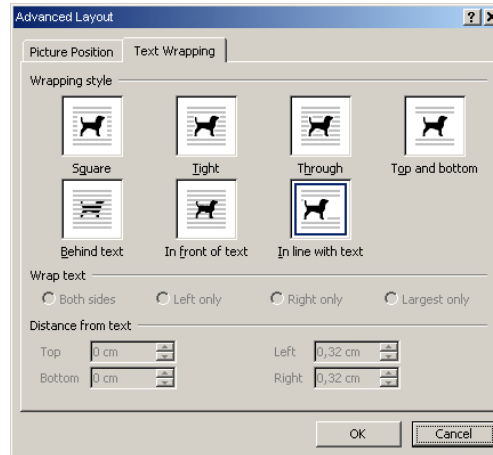 Advanced Layout
Picture Position Text Wrapping
Wrapping style
Square Tight Through Top and bottom
Behind text In front of text In line with text
Wrap text
Both sides Left only Right only Largest only
Distance from text
Top 0 cm Left 0,32 cm
Bottom 0 cm Right 0,32 cm
OK Cancel